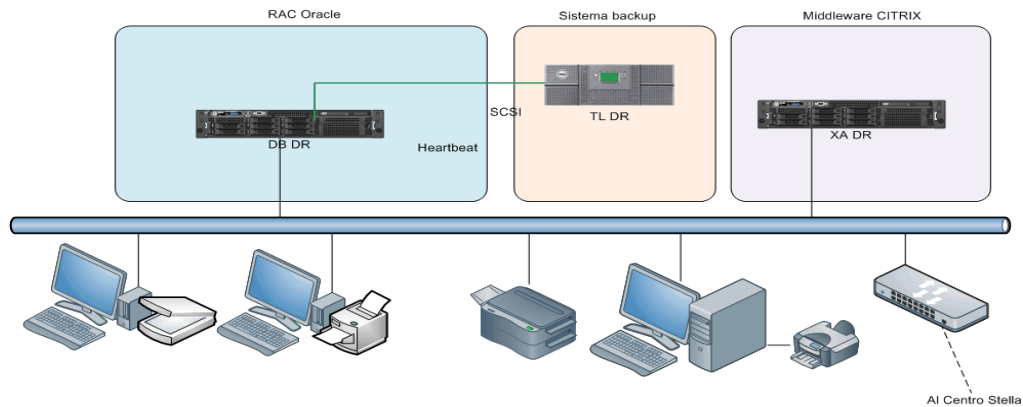 RAC Oracle
Sistema backup
Middleware CITRIX
SCSI
TL DR
DB DR
XA DR
Heartbeat
Al Centro Stella